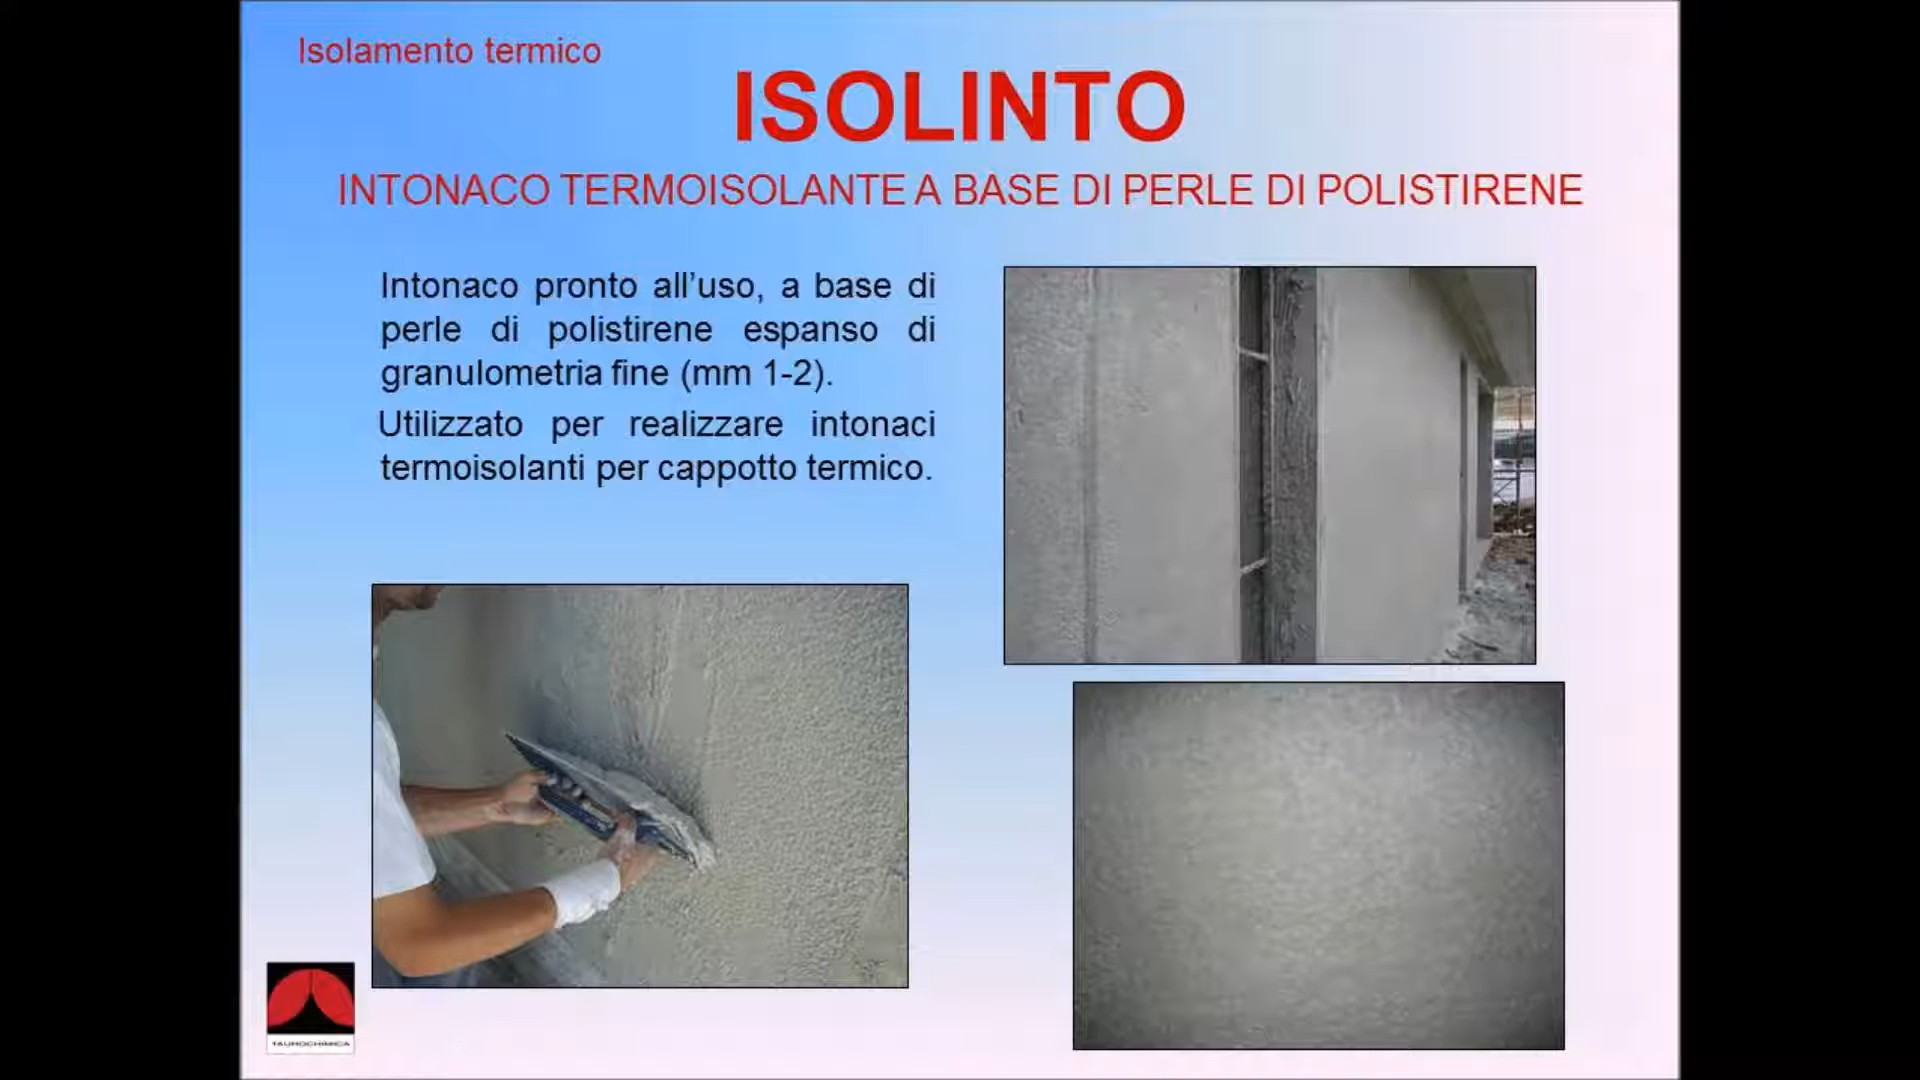 Isolamento termico
ISOLINTO
INTONACO TERMOISOLANTE A BASE DI PERLE DI POLISTIRENE
Intonaco pronto all'uso, a base di
perle di polistirene espanso di
granulometria fine (mm 1-2).
Utilizzato per realizzare intonaci
termoisolanti per cappotto termico.
TAUROCHIMICA